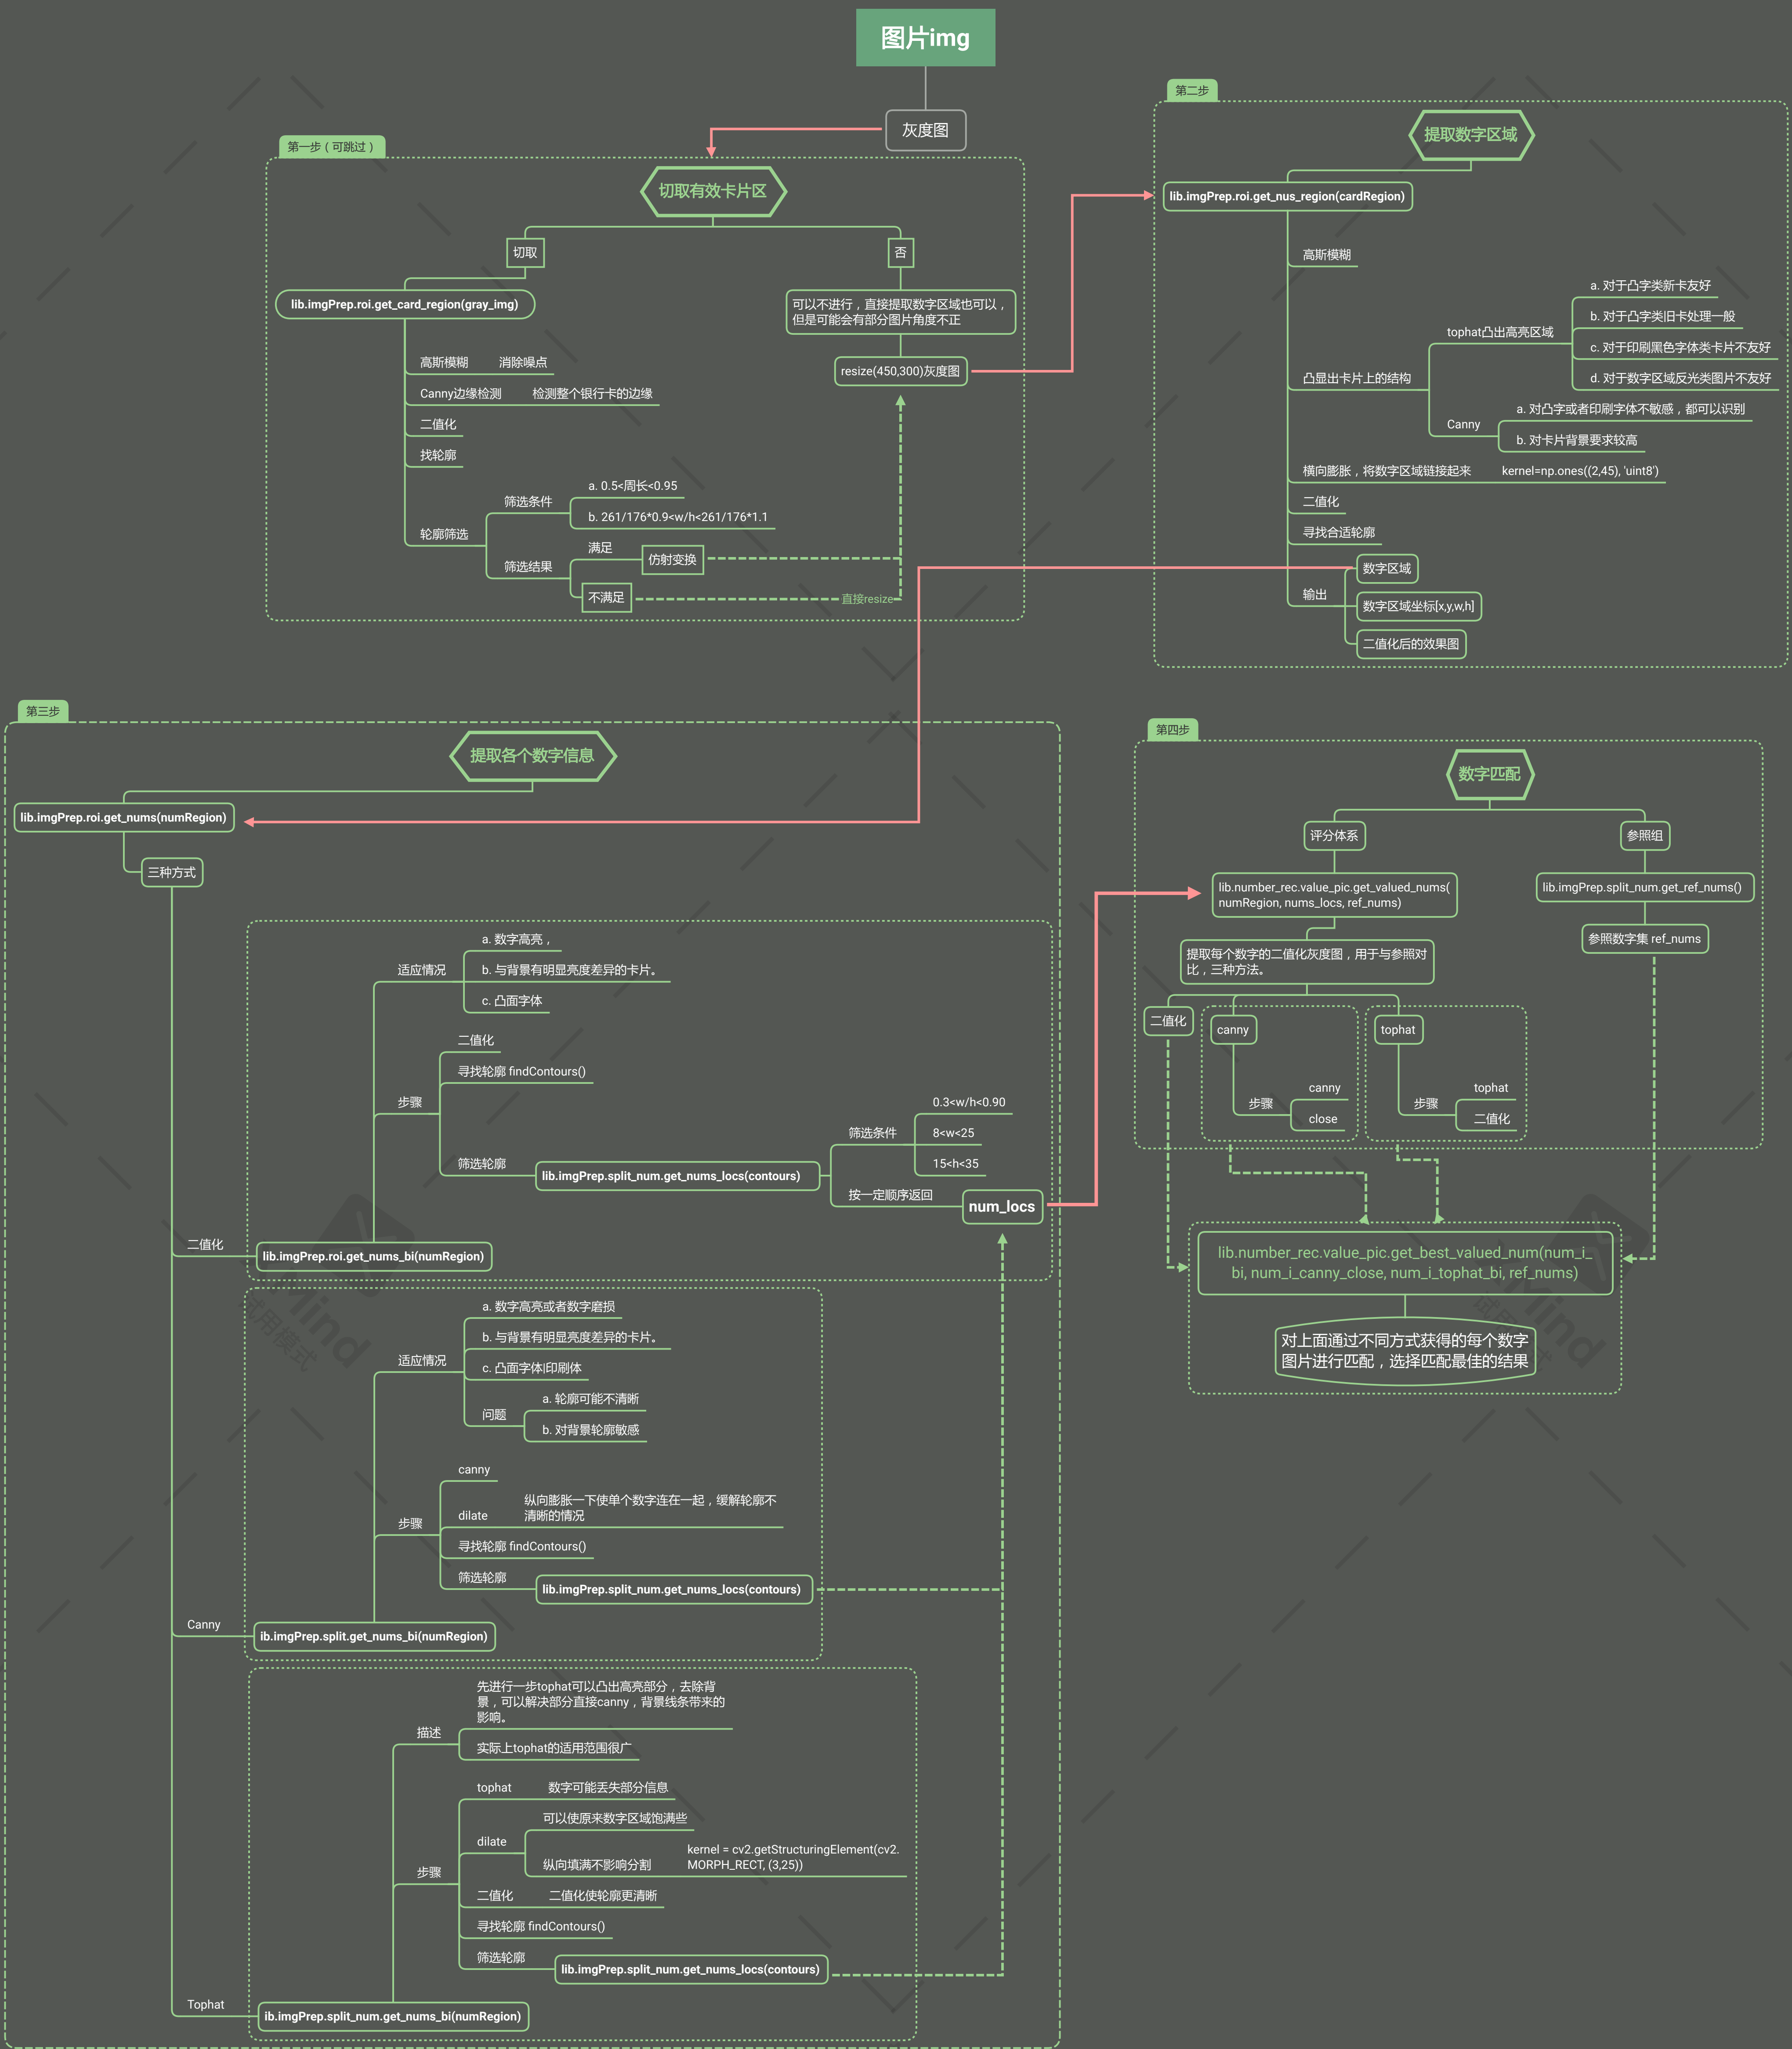 图片img
灰度图
第一步（可跳过）
切取有效卡片区
切取
否
lib.imgPrep.roi.get_card_region(gray_img)
可以不进行，直接提取数字区域也可以，
但是可能会有部分图片角度不正
高斯模糊
消除噪点
resize(450,300)灰度图
Canny边缘检测
检测整个银行卡的边缘
二值化
找轮廓
轮廓筛选
筛选条件
a. 0.5<周长<0.95
b. 261/176*0.9<w/h<261/176*1.1
筛选结果
满足
仿射变换
不满足
直接resize
第二步
提取数字区域
lib.imgPrep.roi.get_nus_region(cardRegion)
高斯模糊
凸显出卡片上的结构
tophat凸出高亮区域
a. 对于凸字类新卡友好
b. 对于凸字类旧卡处理一般
c. 对于印刷黑色字体类卡片不友好
d. 对于数字区域反光类图片不友好
Canny
a. 对凸字或者印刷字体不敏感，都可以识别
b. 对卡片背景要求较高
横向膨胀，将数字区域链接起来
kernel=np.ones((2,45), 'uint8')
二值化
寻找合适轮廓
输出
数字区域
数字区域坐标[x,y,w,h]
二值化后的效果图
第三步
提取各个数字信息
lib.imgPrep.roi.get_nums(numRegion)
三种方式
二值化
lib.imgPrep.roi.get_nums_bi(numRegion)
适应情况
a. 数字高亮，
b. 与背景有明显亮度差异的卡片。
c. 凸面字体
步骤
二值化
寻找轮廓 findContours()
筛选轮廓
lib.imgPrep.split_num.get_nums_locs(contours)
筛选条件
0.3<w/h<0.90
8<w<25
15<h<35
按一定顺序返回
num_locs
Canny
ib.imgPrep.split.get_nums_bi(numRegion)
适应情况
a. 数字高亮或者数字磨损
b. 与背景有明显亮度差异的卡片。
c. 凸面字体|印刷体
问题
a. 轮廓可能不清晰
b. 对背景轮廓敏感
步骤
canny
dilate
纵向膨胀一下使单个数字连在一起，缓解轮廓不
清晰的情况
寻找轮廓 findContours()
筛选轮廓
lib.imgPrep.split_num.get_nums_locs(contours)
Tophat
ib.imgPrep.split_num.get_nums_bi(numRegion)
描述
先进行一步tophat可以凸出高亮部分，去除背
景，可以解决部分直接canny，背景线条带来的
影响。
实际上tophat的适用范围很广
步骤
tophat
数字可能丢失部分信息
dilate
可以使原来数字区域饱满些
纵向填满不影响分割
kernel = cv2.getStructuringElement(cv2.
MORPH_RECT, (3,25))
二值化
二值化使轮廓更清晰
寻找轮廓 findContours()
筛选轮廓
lib.imgPrep.split_num.get_nums_locs(contours)
第四步
数字匹配
评分体系
参照组
lib.number_rec.value_pic.get_valued_nums(
numRegion, nums_locs, ref_nums)
lib.imgPrep.split_num.get_ref_nums()
参照数字集 ref_nums
提取每个数字的二值化灰度图，用于与参照对
比，三种方法。
二值化
canny
步骤
canny
close
tophat
步骤
tophat
二值化
lib.number_rec.value_pic.get_best_valued_num(num_i_
bi, num_i_canny_close, num_i_tophat_bi, ref_nums)
对上面通过不同方式获得的每个数字
图片进行匹配，选择匹配最佳的结果